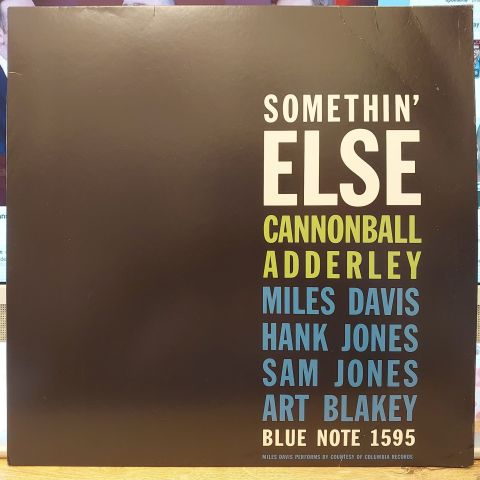 SOMETHIN'
ELSE
CANNONBALL
ADDERLEY
MILES DAVIS
HANK JONES
SAM JONES
ART BLAKEY
BLUE NOTE 1595
MILES DAVIS PERFORMS BY COURTESY OF COLUMBIA RECORDS